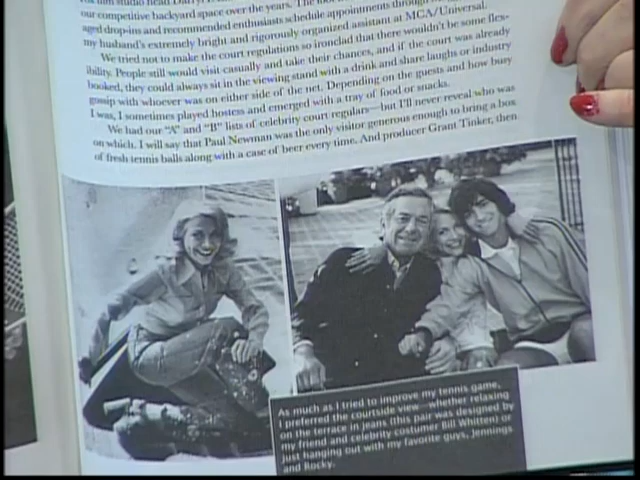 our competitive backyard space over the years. The
aged drop-ins and recommended enthusiasts schedule appointments through
my husband's extremely bright and rigorously organized assistant at MCA/Universal.
We tried not to make the court regulations so ironclad that there wouldn't be some flex-
ibility. People still would visit casually and take their chances, and if the court was already
booked, they could always sit in the viewing stand with a drink and share laughs or industry
gossip with whoever was on either side of the net. Depending on the guests and how busy
I was, I sometimes played hostess and emerged with a tray of food or snacks.
We had our "A" and "B" lists of celebrity court regulars—but I'll never reveal who was
on which. I will say that Paul Newman was the only visitor generous enough to bring a box
of fresh tennis balls along with a case of beer every time. And producer Grant Tinker, then
As much as I tried to improve my tennis game,
I preferred the courtside view—whether relaxing
on the terrace in jeans (this pair was designed by
my friend and celebrity costumer Bill Whitten) or
just hanging out with my favorite guys, Jennings
and Rocky.